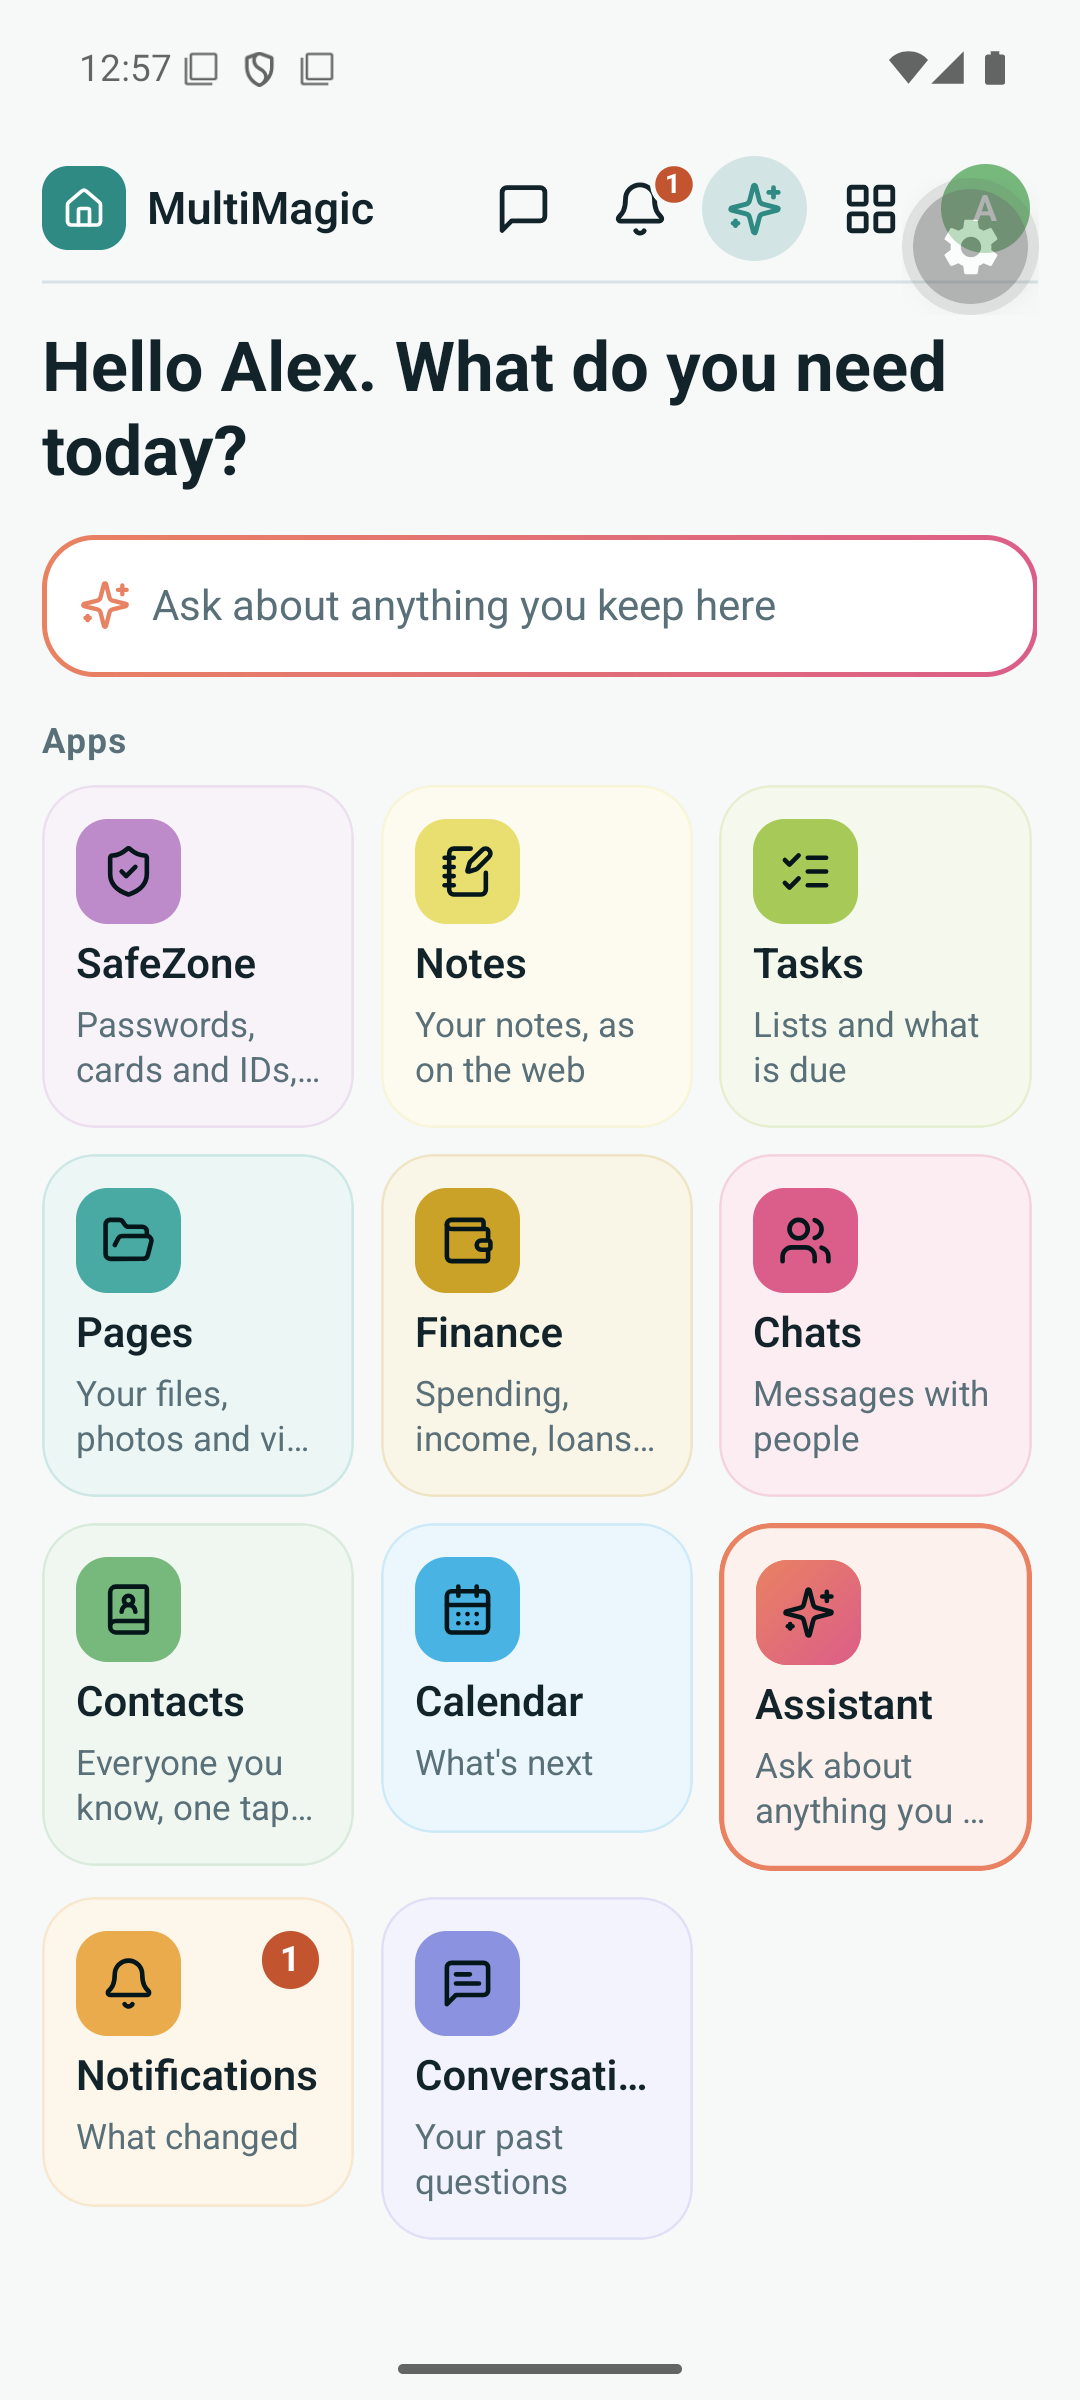 12:57
MultiMagic
1
A
Hello Alex. What do you need
today?
Ask about anything you keep here
Apps
SafeZone
Passwords,
cards and IDs,...
Notes
Your notes, as
on the web
Tasks
Lists and what
is due
Pages
Your files,
photos and vi...
Finance
Spending,
income, loans...
Chats
Messages with
people
Contacts
Everyone you
know, one tap...
Calendar
What's next
Assistant
Ask about
anything you ...
1
Notifications
What changed
Conversati...
Your past
questions